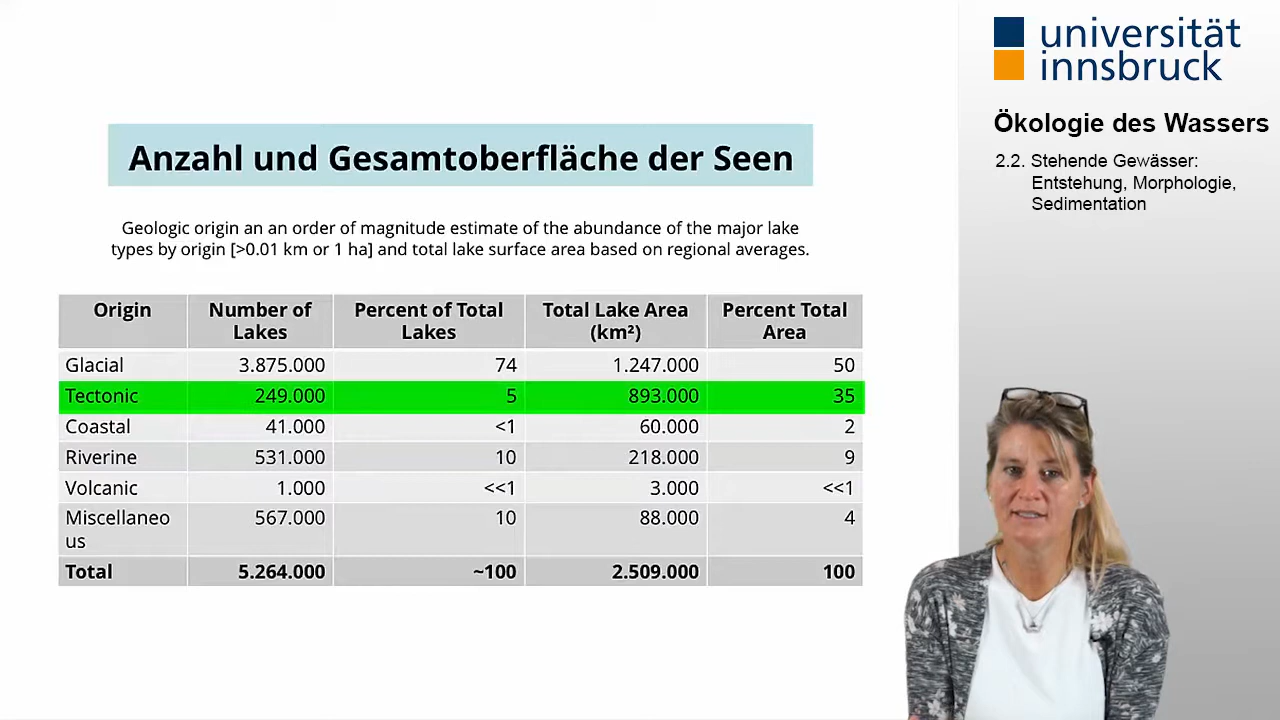 universität
innsbruck
Ökologie des Wassers
2.2. Stehende Gewässer:
Entstehung, Morphologie,
Sedimentation
Anzahl und Gesamtoberfläche der Seen
Geologic origin an an order of magnitude estimate of the abundance of the major lake
types by origin [>0.01 km or 1 ha] and total lake surface area based on regional averages.
Origin Number of Lakes Percent of Total Lakes Total Lake Area (km²) Percent Total Area
Glacial 3.875.000 74 1.247.000 50
Tectonic 249.000 5 893.000 35
Coastal 41.000 <1 60.000 2
Riverine 531.000 10 218.000 9
Volcanic 1.000 <<1 3.000 <<1
Miscellaneo us 567.000 10 88.000 4
Total 5.264.000 ~100 2.509.000 100